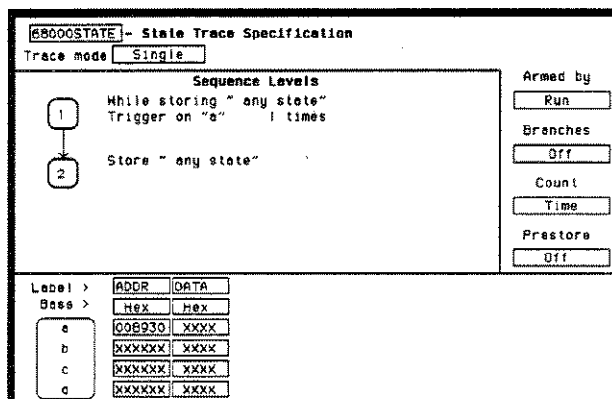 68000STATE - State Trace Specification
Trace mode Single
Sequence Levels
1
While storing " any state"
Trigger on "a" 1 times
2
Store " any state"
Armed by
Run
Branches
Off
Count
Time
Prestore
Off
Label > ADDR DATA
Base > Hex Hex
a 008930 XXXX
b XXXXXX XXXX
c XXXXXX XXXX
d XXXXXX XXXX